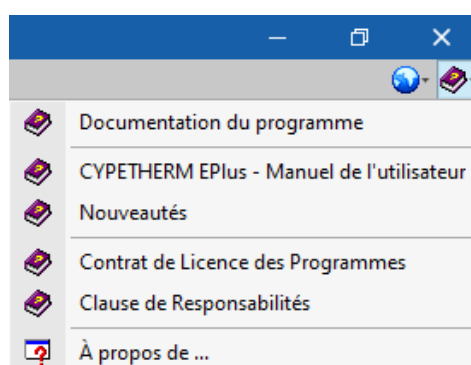 Documentation du programme
CYPETHERM EPlus - Manuel de l'utilisateur
Nouveautés
Contrat de Licence des Programmes
Clause de Responsabilités
À propos de ...